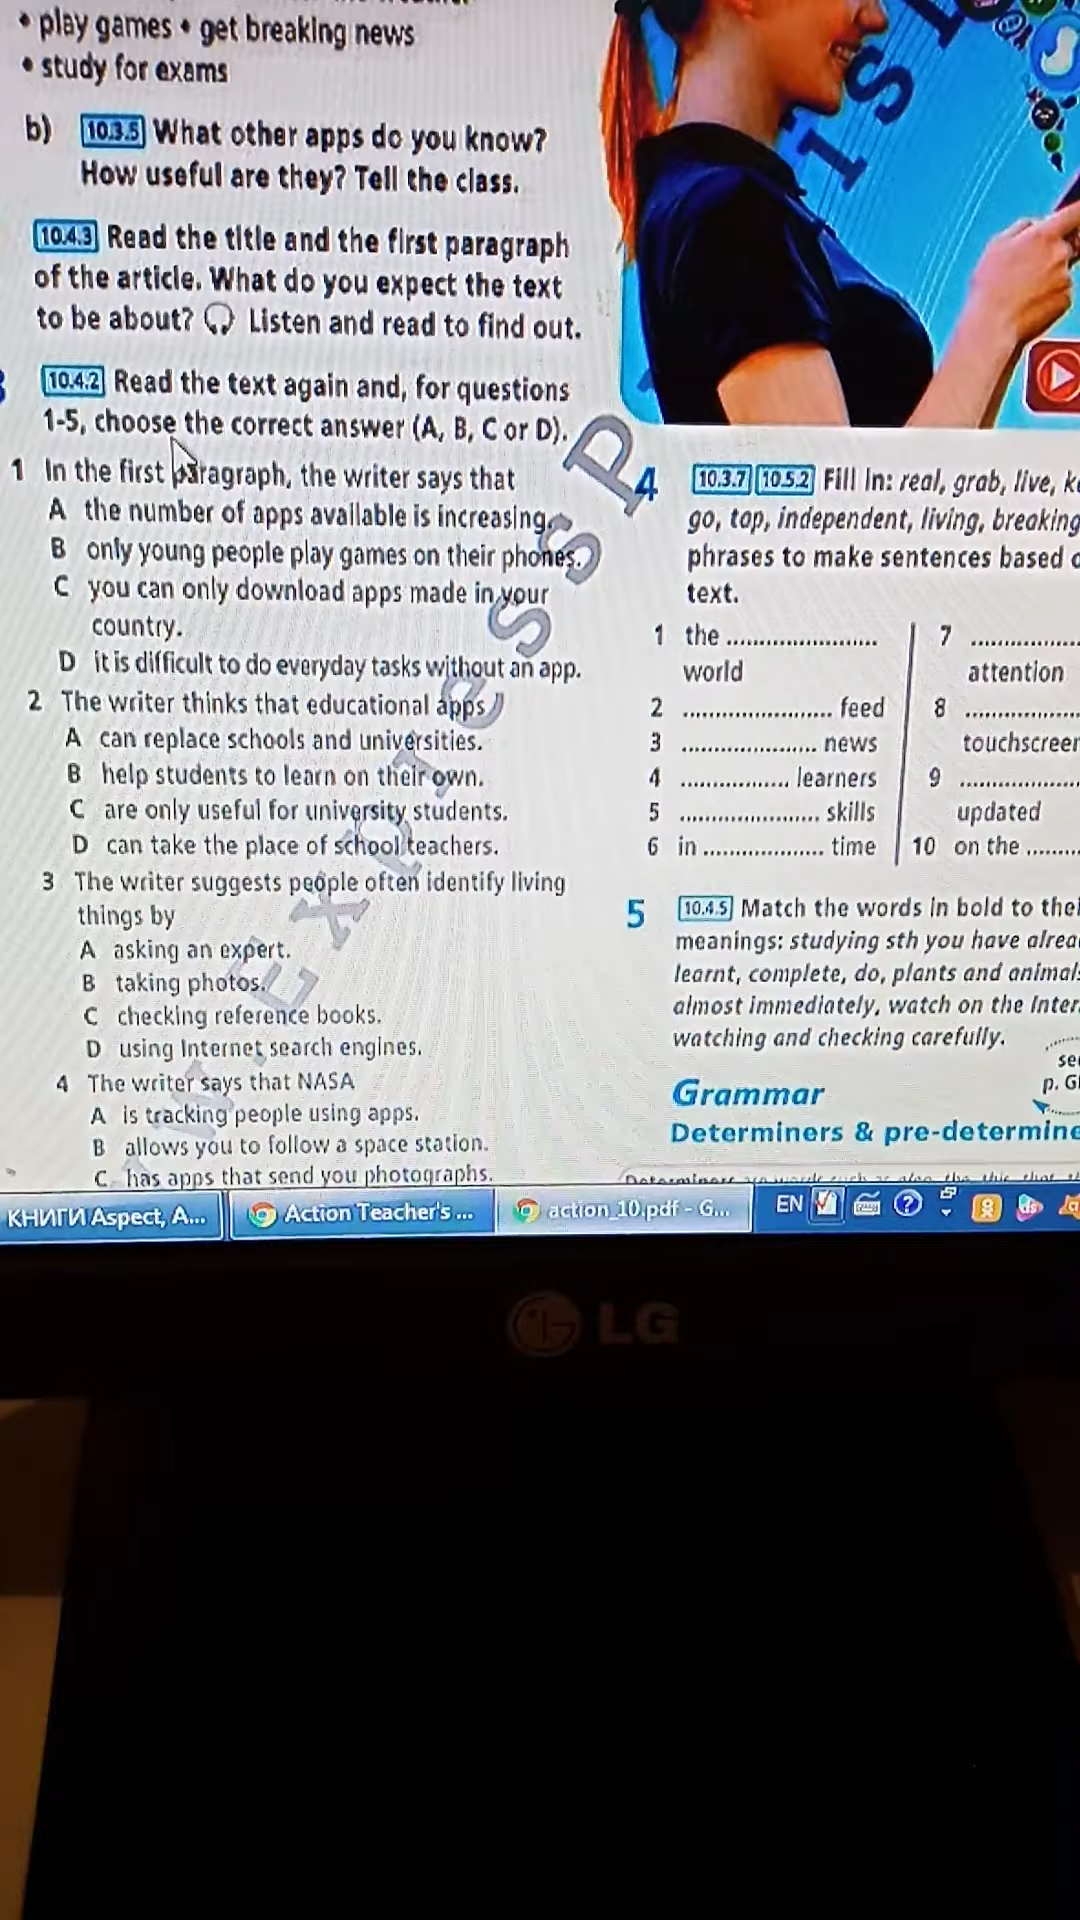 • play games • get breaking news
• study for exams
b) 10.3.5 What other apps do you know?
How useful are they? Tell the class.
10.4.3 Read the title and the first paragraph
of the article. What do you expect the text
to be about? Listen and read to find out.
10.4.2 Read the text again and, for questions
1-5, choose the correct answer (A, B, C or D).
1 In the first paragraph, the writer says that
A the number of apps available is increasing.
B only young people play games on their phones.
C you can only download apps made in your
country.
D it is difficult to do everyday tasks without an app.
2 The writer thinks that educational apps
A can replace schools and universities.
B help students to learn on their own.
C are only useful for university students.
D can take the place of school teachers.
3 The writer suggests people often identify living
things by
A asking an expert.
B taking photos.
C checking reference books.
D using Internet search engines.
4 The writer says that NASA
A is tracking people using apps.
B allows you to follow a space station.
C has apps that send you photographs.
4 10.3.7 10.5.2 Fill in: real, grab, live,
go, top, independent, living, breaking
phrases to make sentences based
text.
1 the ........................
world
2 ........................ feed
3 ........................ news
4 .................. learners
5 ........................ skills
6 in .................... time
7 ..................
attention
8 ..................
9 ..................
updated
10 on the .........
5 10.4.5 Match the words in bold to
meanings: studying sth you have
learnt, complete, do, plants and
almost immediately, watch on the
watching and checking carefully.
p.
Grammar
Determiners &
EXPRESS P
КНИГИ Aspect, A...
Action Teacher's ...
action_10.pdf - G...
EN
LG